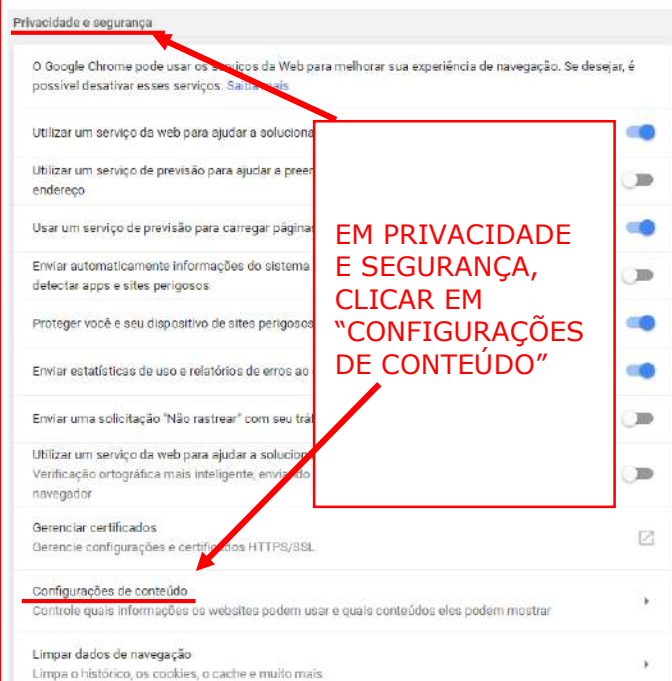 Privacidade e segurança
O Google Chrome pode usar os serviços da Web para melhorar sua experiência de navegação. Se desejar, é
possível desativar esses serviços. Saiba mais
Utilizar um serviço da web para ajudar a soluciona
Utilizar um serviço de previsão para ajudar a preen
endereço
Usar um serviço de previsão para carregar páginas
Enviar automaticamente informações do sistema
detectar apps e sites perigosos
Proteger você e seu dispositivo de sites perigosos
Enviar estatísticas de uso e relatórios de erros ao
Enviar uma solicitação "Não rastrear" com seu tráf
Utilizar um serviço da web para ajudar a solucion
Verificação ortográfica mais inteligente, enviando
navegador
EM PRIVACIDADE
E SEGURANÇA,
CLICAR EM
“CONFIGURAÇÕES
DE CONTEÚDO”
Gerenciar certificados
Gerencie configurações e certificados HTTPS/SSL
Configurações de conteúdo
Controle quais informações os websites podem usar e quais conteúdos eles podem mostrar
Limpar dados de navegação
Limpa o histórico, os cookies, o cache e muito mais